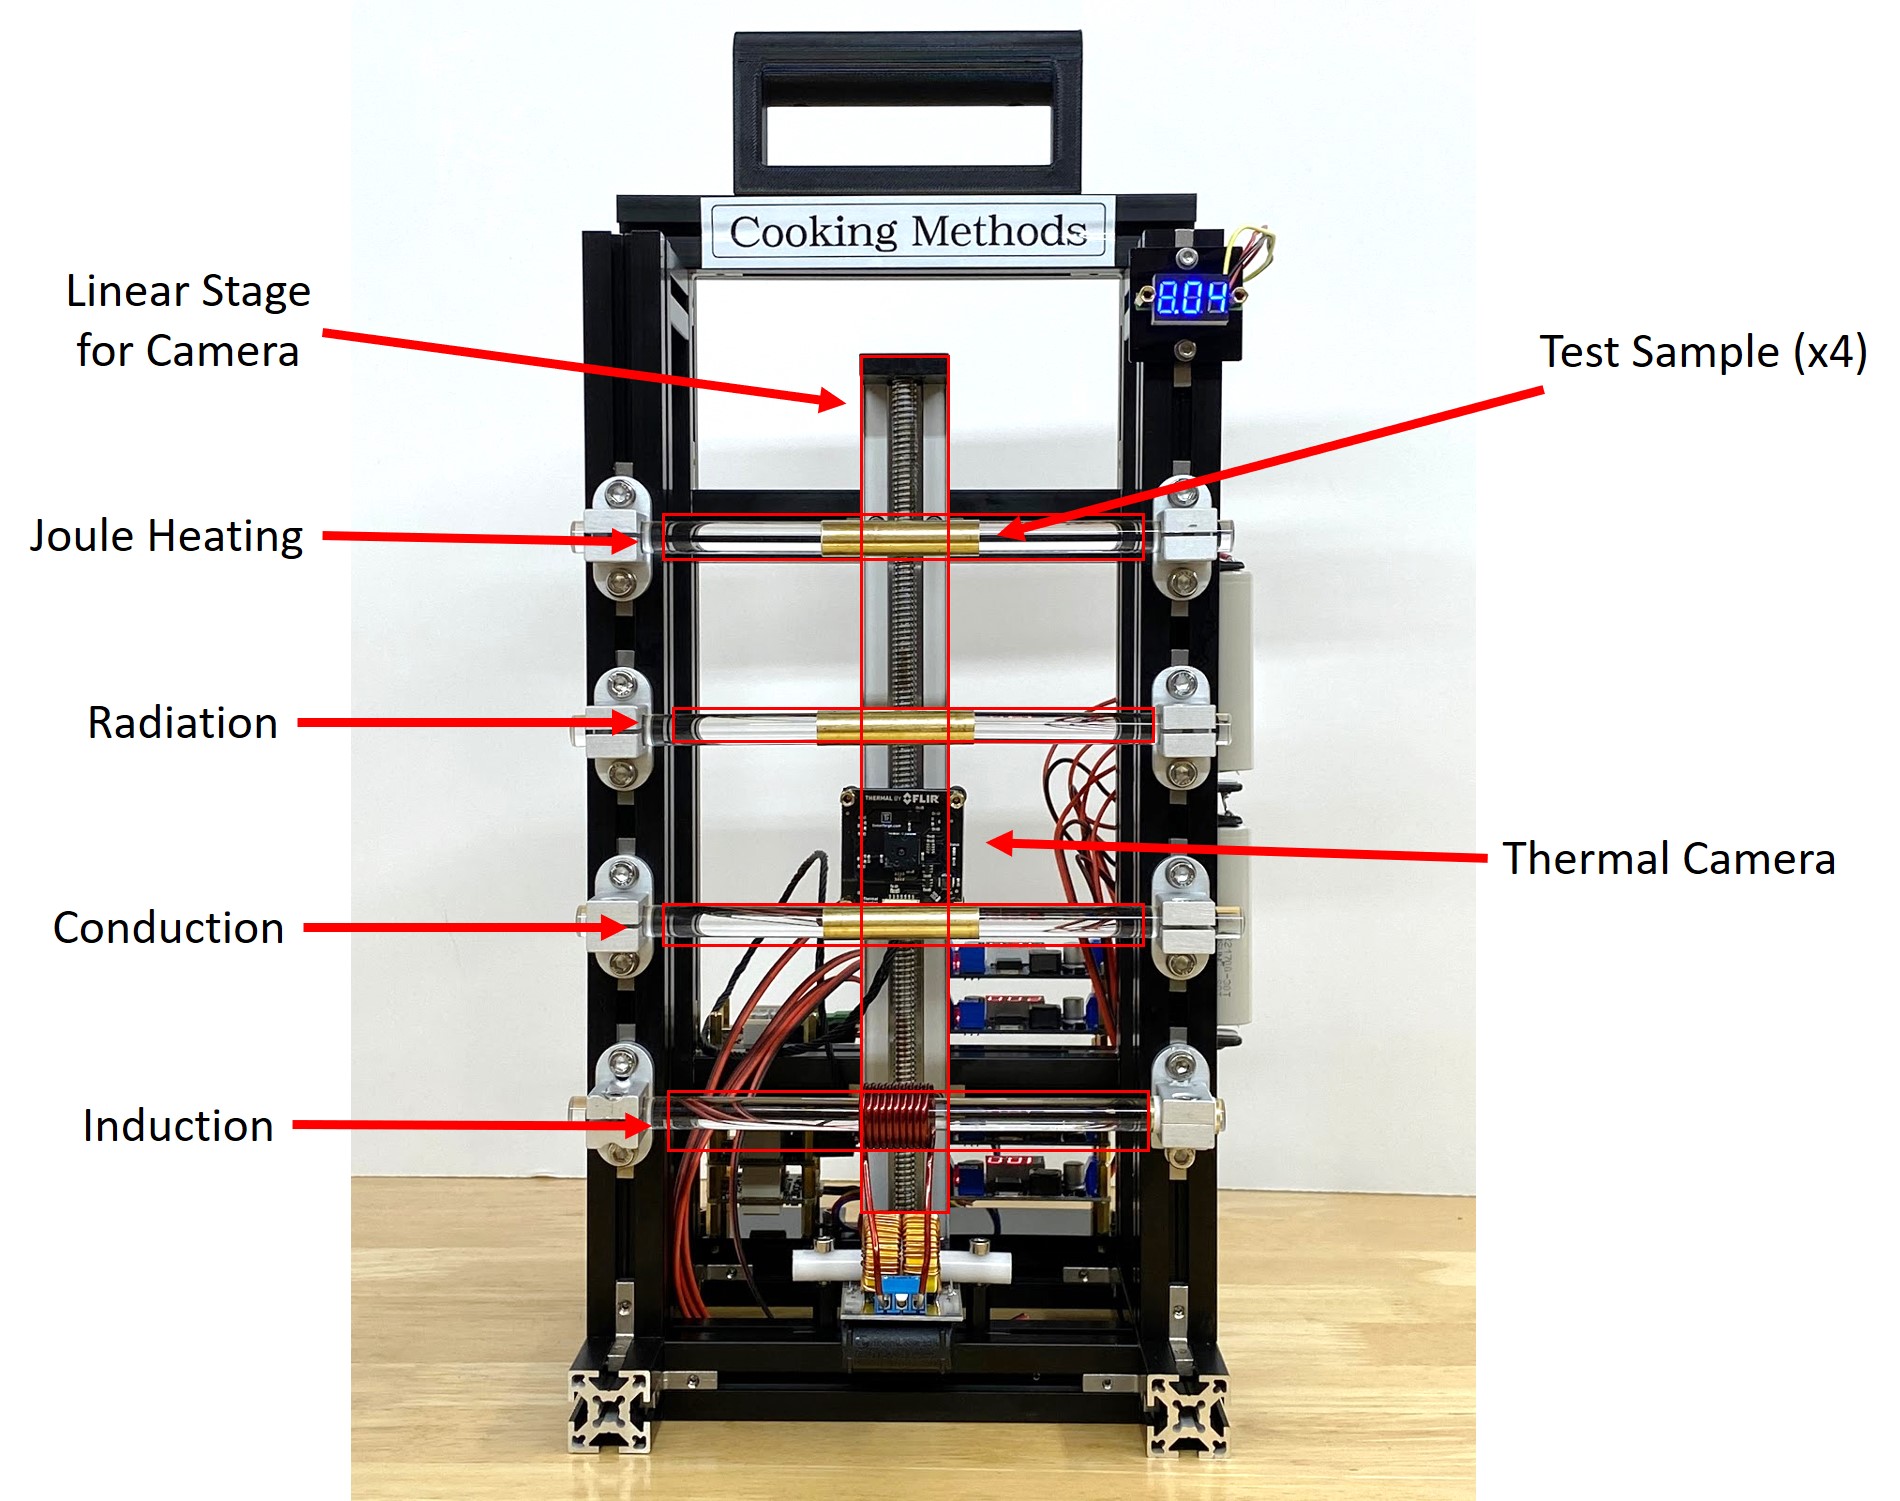 Cooking Methods
8.04
Linear Stage
for Camera
Test Sample (x4)
Joule Heating
Radiation
THERMAL BY FLIR
Thermal Camera
Conduction
Induction